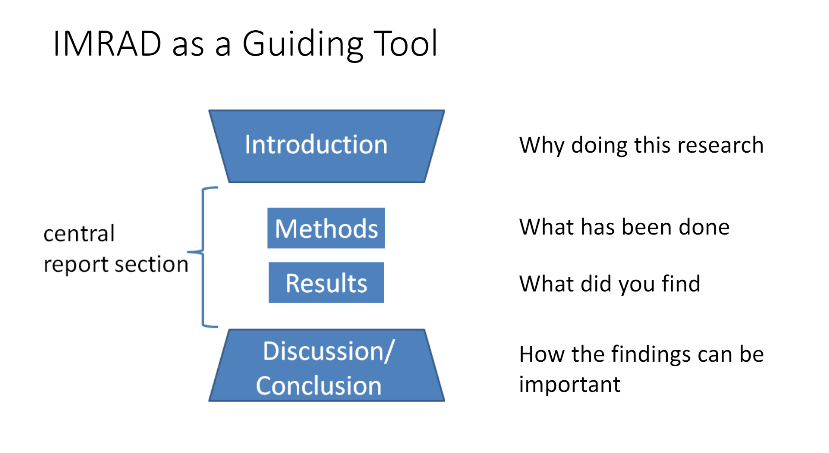 IMRAD as a Guiding Tool
Introduction
Why doing this research
central
report section
Methods
What has been done
Results
What did you find
Discussion/
Conclusion
How the findings can be
important